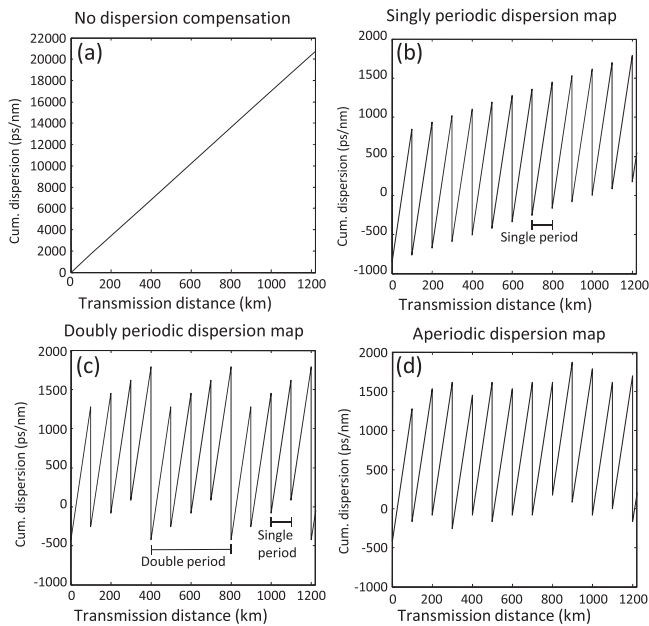 No dispersion compensation
(a)
Cum. dispersion (ps/nm)
22000
20000
18000
16000
14000
12000
10000
8000
6000
4000
2000
0
0 200 400 600 800 1000 1200
Transmission distance (km)
Singly periodic dispersion map
(b)
Cum. dispersion (ps/nm)
1500
1000
500
0
-500
-1000
Single period
0 200 400 600 800 1000 1200
Transmission distance (km)
Doubly periodic dispersion map
(c)
Cum. dispersion (ps/nm)
2000
1500
1000
500
0
-500
-1000
Double period
Single
period
0 200 400 600 800 1000 1200
Transmission distance (km)
Aperiodic dispersion map
(d)
Cum. dispersion (ps/nm)
2000
1500
1000
500
0
-500
-1000
0 200 400 600 800 1000 1200
Transmission distance (km)